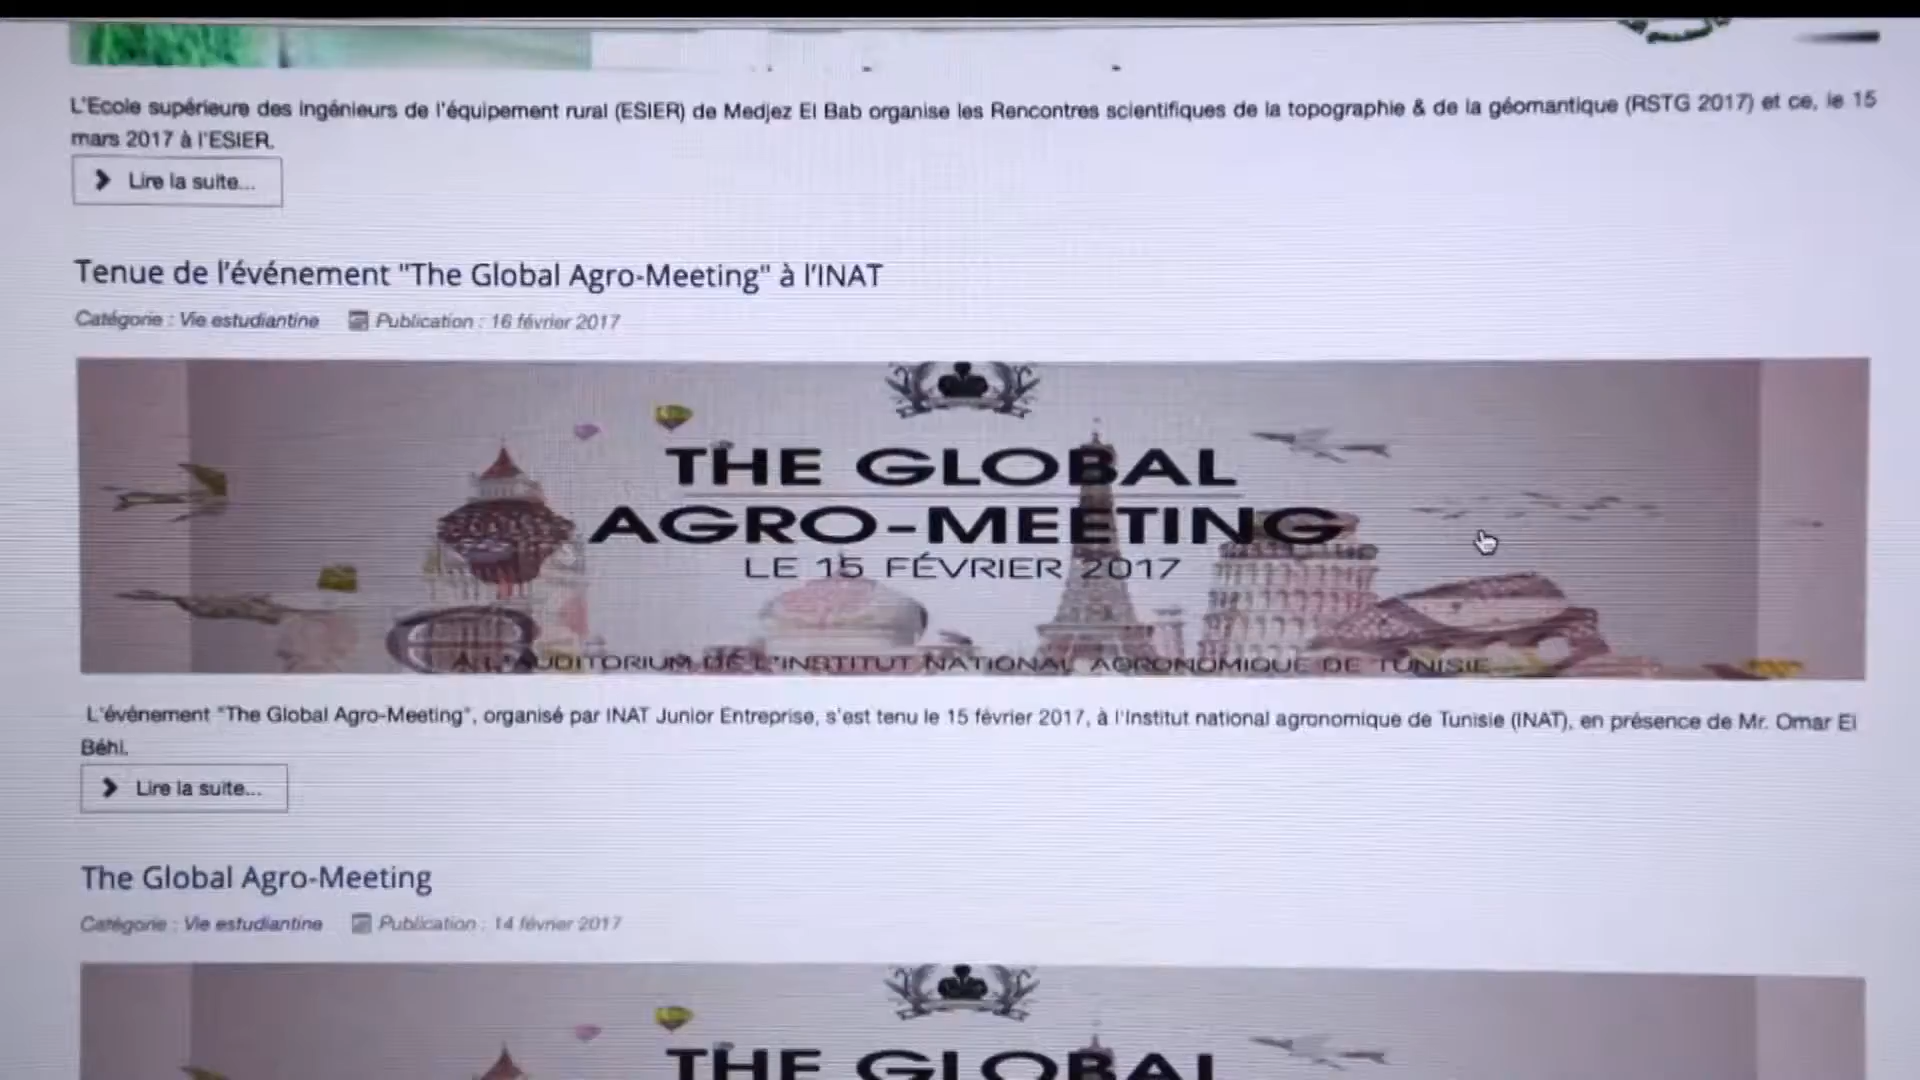 L'Ecole supérieure des ingénieurs de l'équipement rural (ESIER) de Medjez El Bab organise les Rencontres scientifiques de la topographie & de la géomantique (RSTG 2017) et ce, le 15
mars 2017 à l'ESIER.
Lire la suite...
Tenue de l'événement "The Global Agro-Meeting" à l'INAT
Catégorie : Vie estudiantine Publication : 16 février 2017
THE GLOBAL
AGRO-MEETING
LE 15 FÉVRIER 2017
A L'AUDITORIUM DE L'INSTITUT NATIONAL AGRONOMIQUE DE TUNISIE
L'événement "The Global Agro-Meeting", organisé par INAT Junior Entreprise, s'est tenu le 15 février 2017, à l'Institut national agronomique de Tunisie (INAT), en présence de Mr. Omar El
Béhi.
Lire la suite...
The Global Agro-Meeting
Catégorie : Vie estudiantine Publication : 14 février 2017
THE GLOBAL